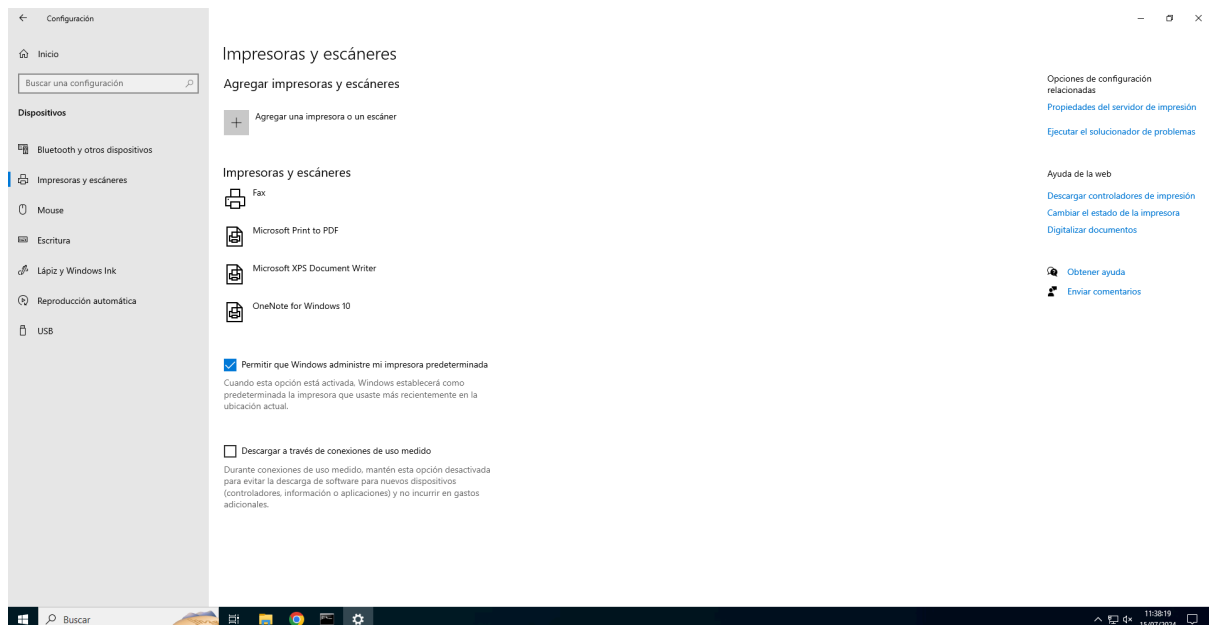 Configuración
Inicio
Buscar una configuración
Dispositivos
Bluetooth y otros dispositivos
Impresoras y escáneres
Mouse
Escritura
Lápiz y Windows Ink
Reproducción automática
USB
Impresoras y escáneres
Agregar impresoras y escáneres
Agregar una impresora o un escáner
Impresoras y escáneres
Fax
Microsoft Print to PDF
Microsoft XPS Document Writer
OneNote for Windows 10
Permitir que Windows administre mi impresora predeterminada
Cuando esta opción está activada, Windows establecerá como
predeterminada la impresora que usaste más recientemente en la
ubicación actual.
Descargar a través de conexiones de uso medido
Durante conexiones de uso medido, mantén esta opción desactivada
para evitar la descarga de software para nuevos dispositivos
(controladores, información o aplicaciones) y no incurrir en gastos
adicionales.
Opciones de configuración
relacionadas
Propiedades del servidor de impresión
Ejecutar el solucionador de problemas
Ayuda de la web
Descargar controladores de impresión
Cambiar el estado de la impresora
Digitalizar documentos
Obtener ayuda
Enviar comentarios
Buscar
11:38:19
15/07/2024